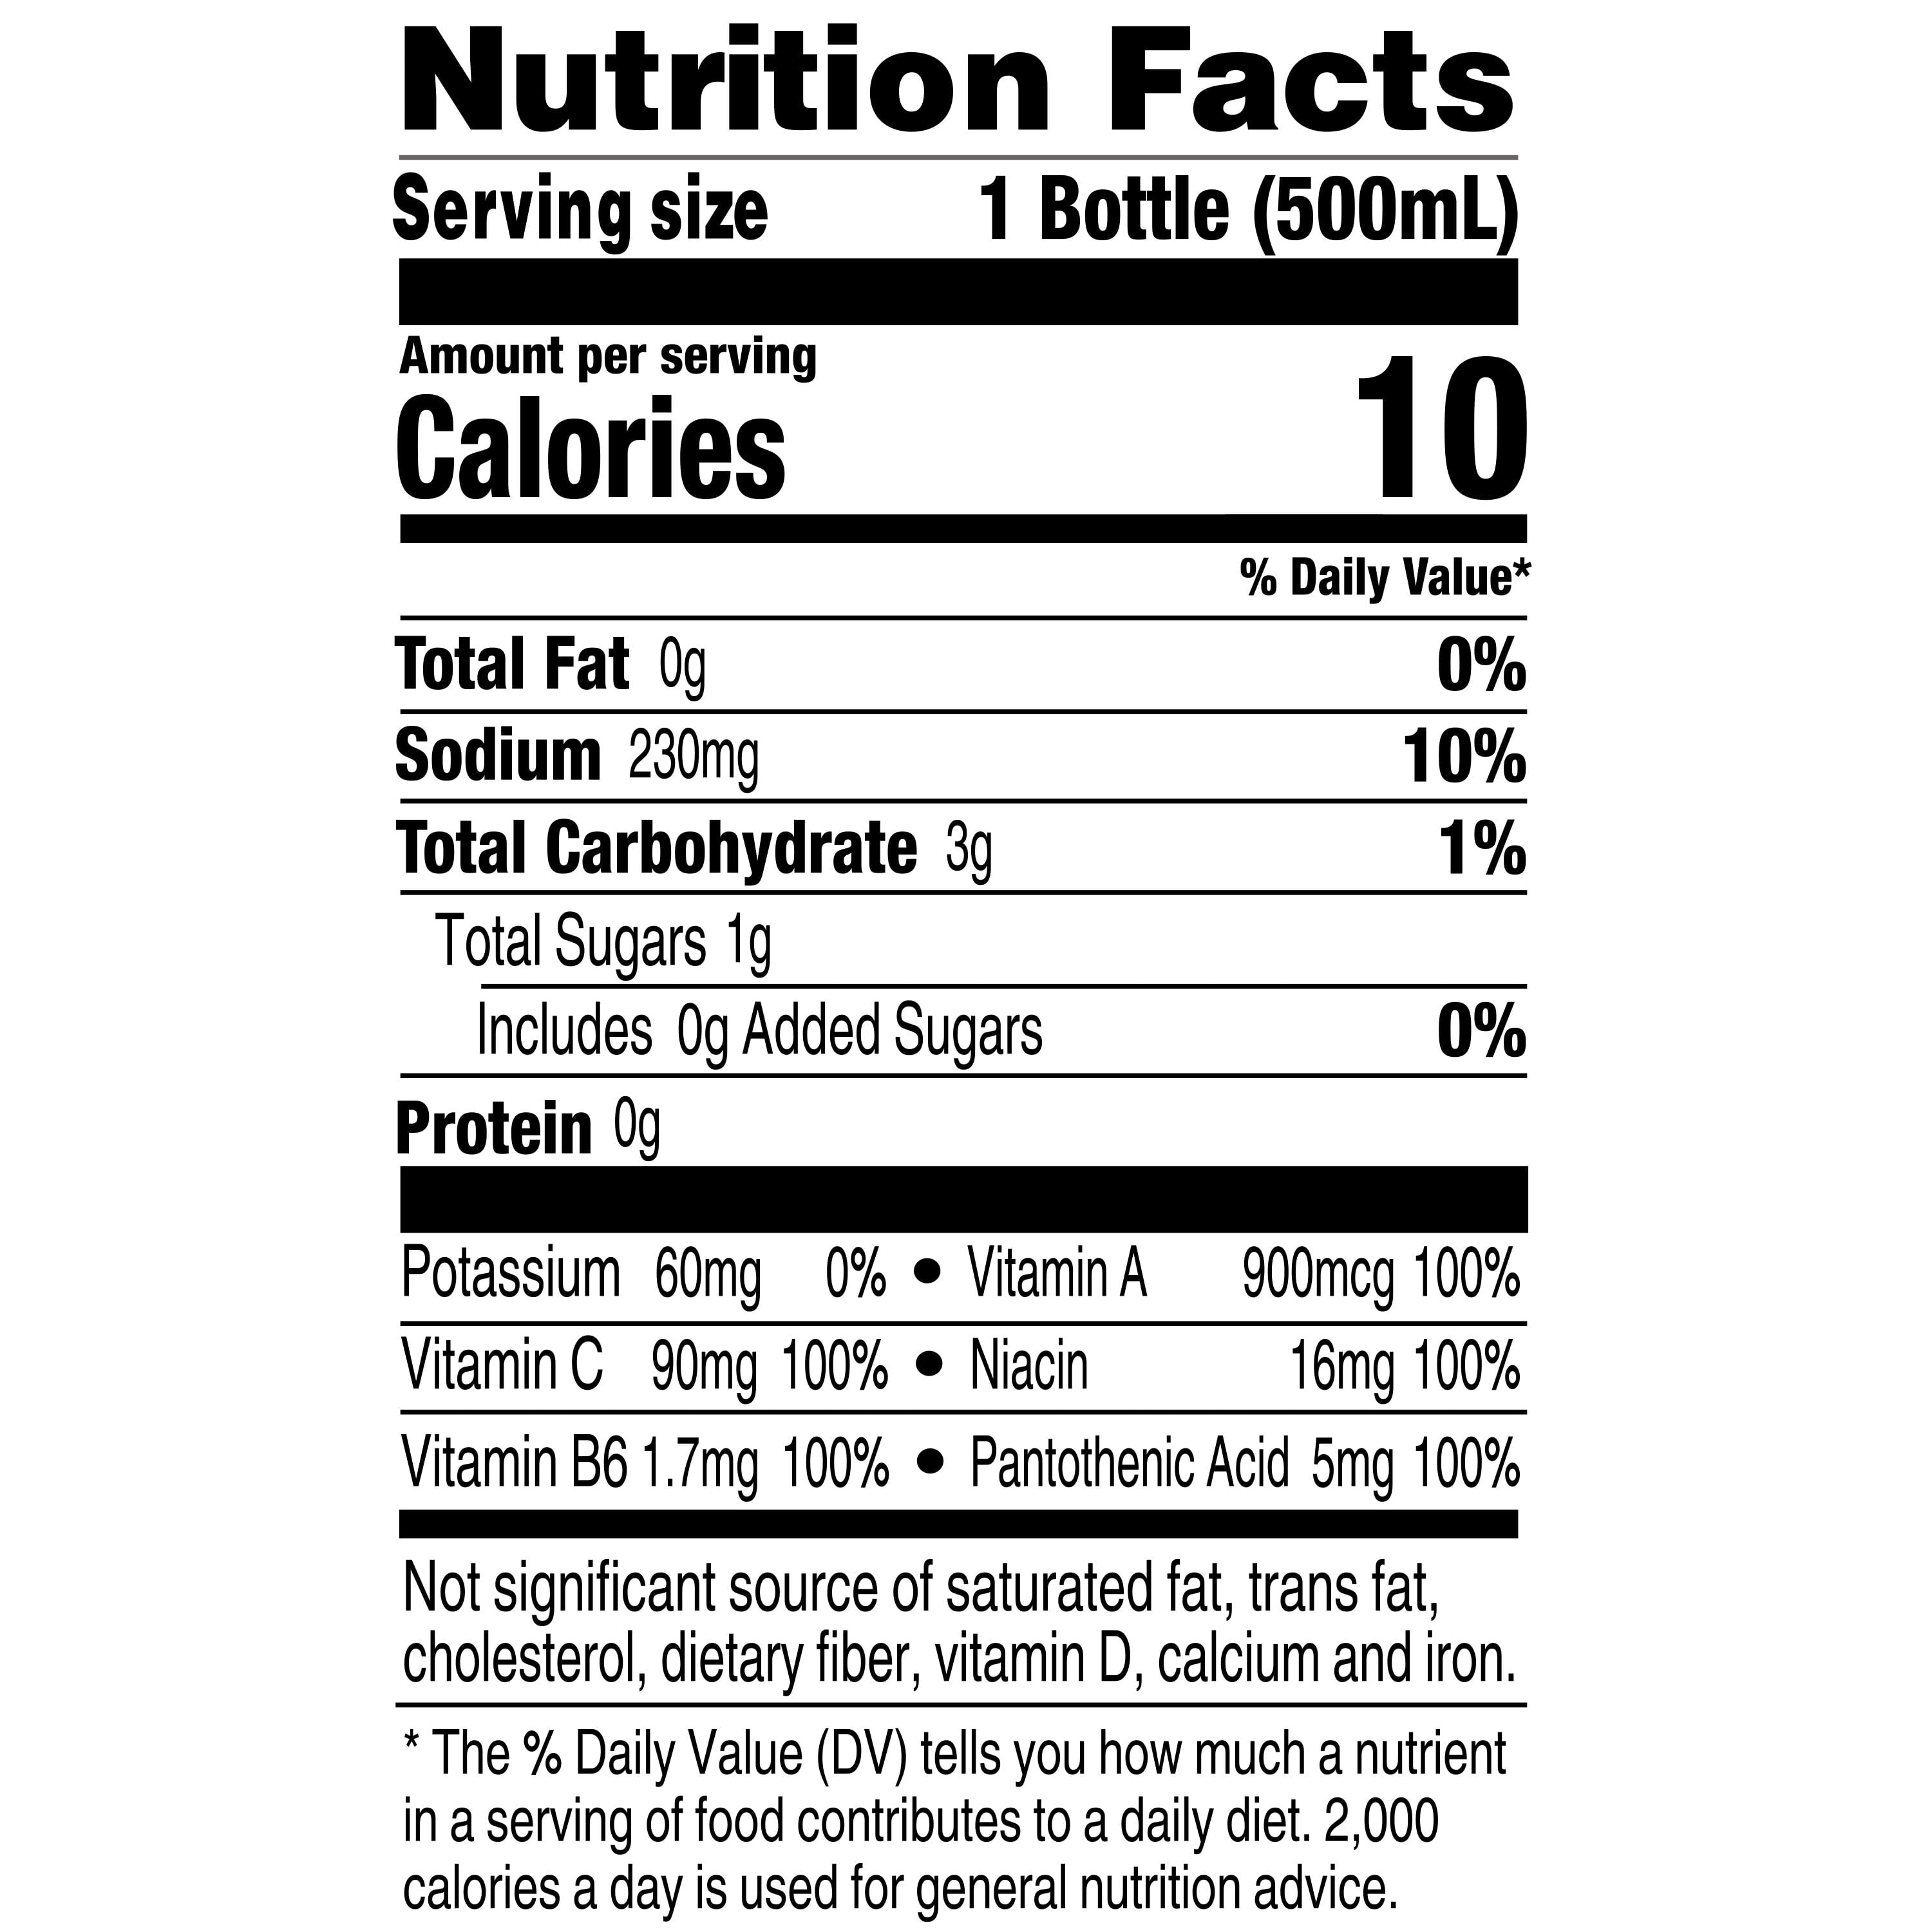 Nutrition Facts
Serving size 1 Bottle (500mL)
Amount per serving
Calories 10
% Daily Value*
Total Fat 0g 0%
Sodium 230mg 10%
Total Carbohydrate 3g 1%
Total Sugars 1g
Includes 0g Added Sugars 0%
Protein 0g
Potassium 60mg 0% • Vitamin A 900mcg 100%
Vitamin C 90mg 100% • Niacin 16mg 100%
Vitamin B6 1.7mg 100% • Pantothenic Acid 5mg 100%
Not significant source of saturated fat, trans fat,
cholesterol, dietary fiber, vitamin D, calcium and iron.
* The % Daily Value (DV) tells you how much a nutrient
in a serving of food contributes to a daily diet. 2,000
calories a day is used for general nutrition advice.